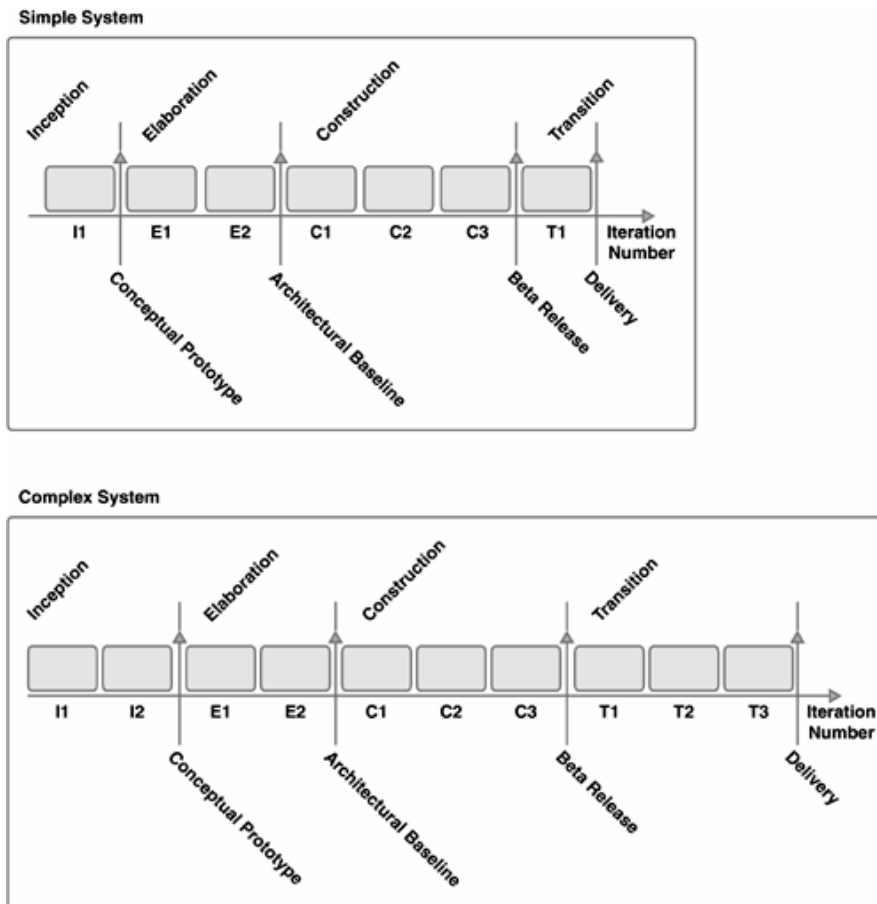 Simple System
Inception
Elaboration
Construction
Transition
I1
E1
E2
C1
C2
C3
T1
Iteration
Number
Conceptual Prototype
Architectural Baseline
Beta Release
Delivery
Complex System
Inception
Elaboration
Construction
Transition
I1
I2
E1
E2
C1
C2
C3
T1
T2
T3
Iteration
Number
Conceptual Prototype
Architectural Baseline
Beta Release
Delivery